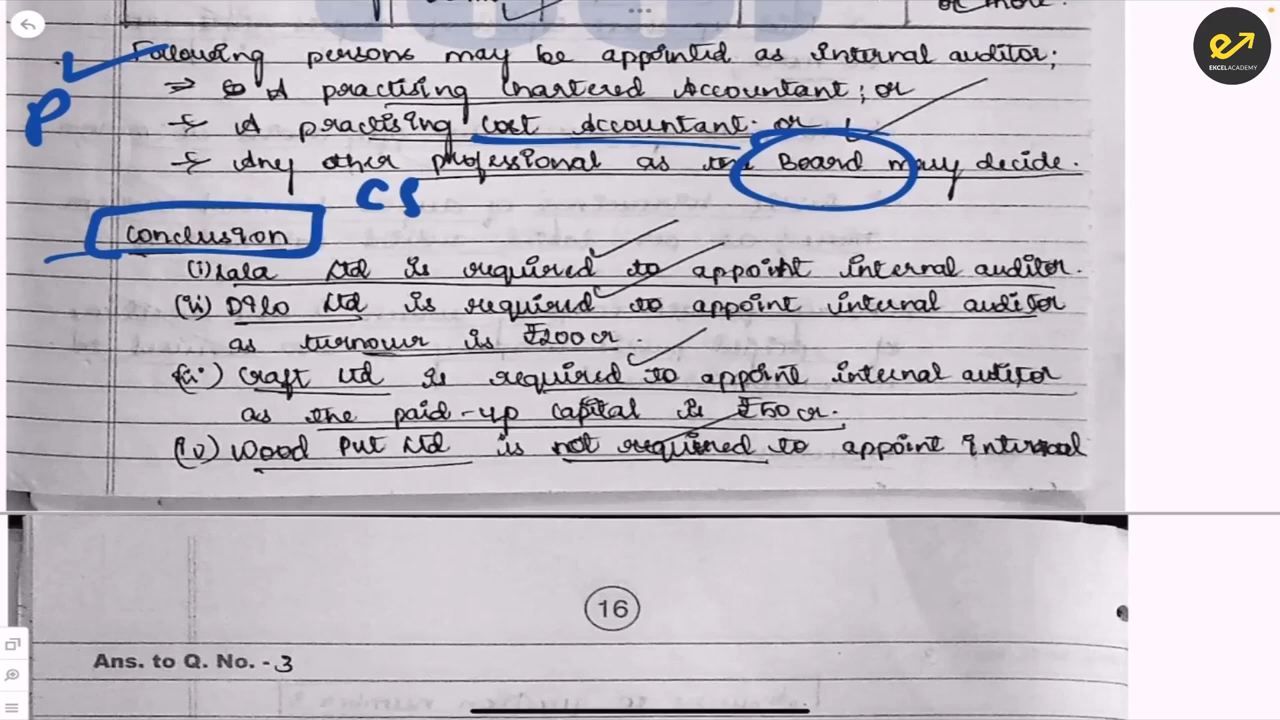 or more.
EKCEL ACADEMY
Following persons may be appointed as internal auditor;
⇒ A practising Chartered Accountant; or
A practising Cost Accountant. or
P
Any other professional as the Board may decide.
CS
Conclusion
(i) Lala Ltd is required to appoint internal auditor.
(ii) Ltd is required to appoint internal auditor
as turnover is ₹200 cr.
Craft Ltd is required to appoint internal auditor
as the paid-up capital is ₹50 cr.
Wood Pvt Ltd is not required to appoint internal
16
Ans. to Q. No. - 3